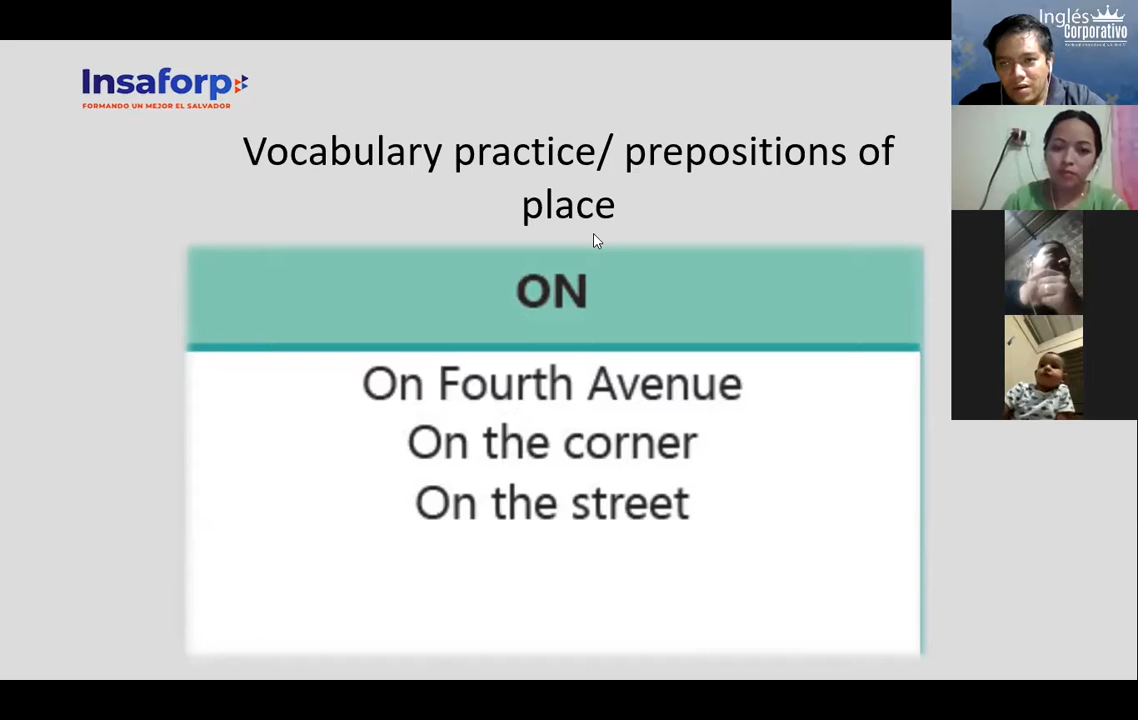 Insaforp
FORMANDO UN MEJOR EL SALVADOR
Vocabulary practice/ prepositions of
place
ON
On Fourth Avenue
On the corner
On the street
Inglés
Corporativo